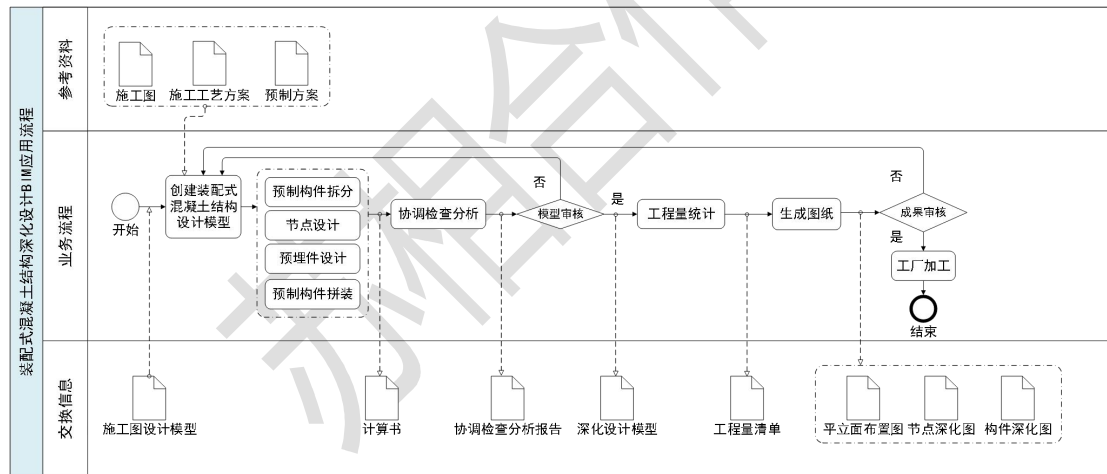 装配式混凝土结构深化设计BIM应用流程
参考资料
施工图
施工工艺方案
预制方案
业务流程
开始
创建装配式
混凝土结构
设计模型
预制构件拆分
节点设计
预埋件设计
预制构件拼装
协调检查分析
否
模型审核
是
工程量统计
生成图纸
否
成果审核
是
工厂加工
结束
交换信息
施工图设计模型
计算书
协调检查分析报告
深化设计模型
工程量清单
平立面布置图
节点深化图
构件深化图